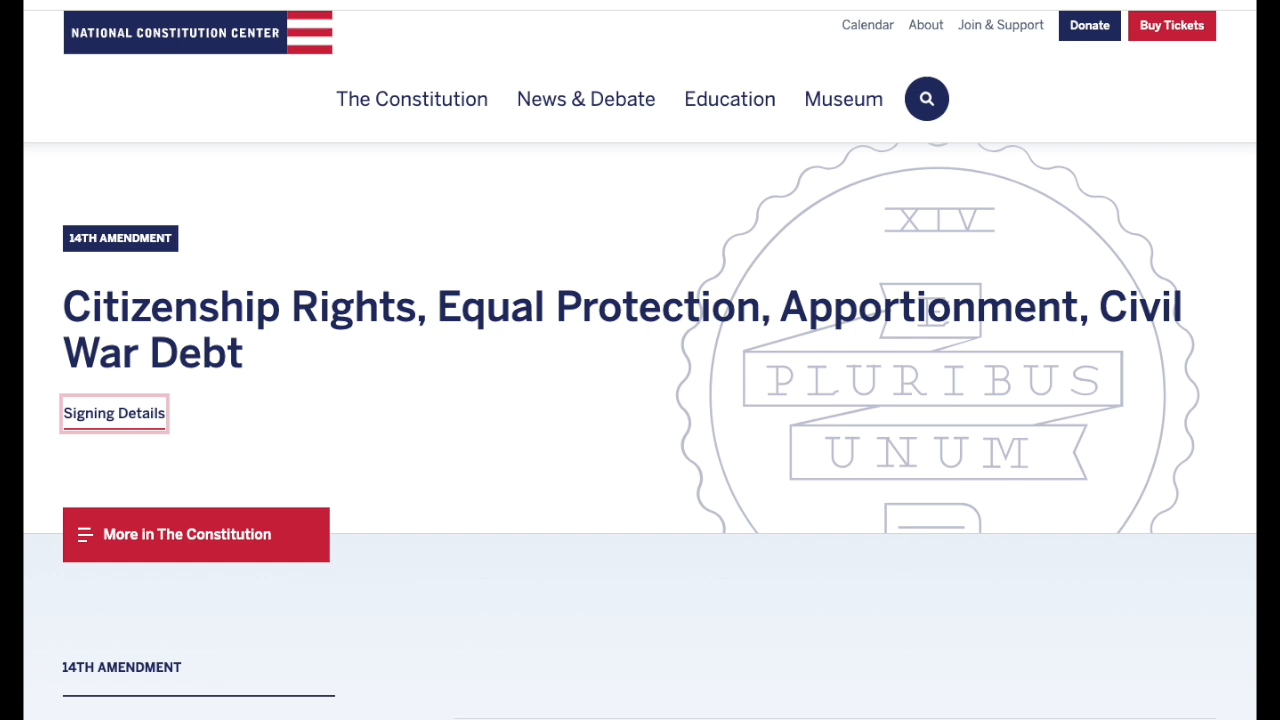 NATIONAL CONSTITUTION CENTER
Calendar About Join & Support Donate Buy Tickets
The Constitution News & Debate Education Museum
XIV
14TH AMENDMENT
Citizenship Rights, Equal Protection, Apportionment, Civil
War Debt
E
PLURIBUS
UNUM
Signing Details
More in The Constitution
14TH AMENDMENT